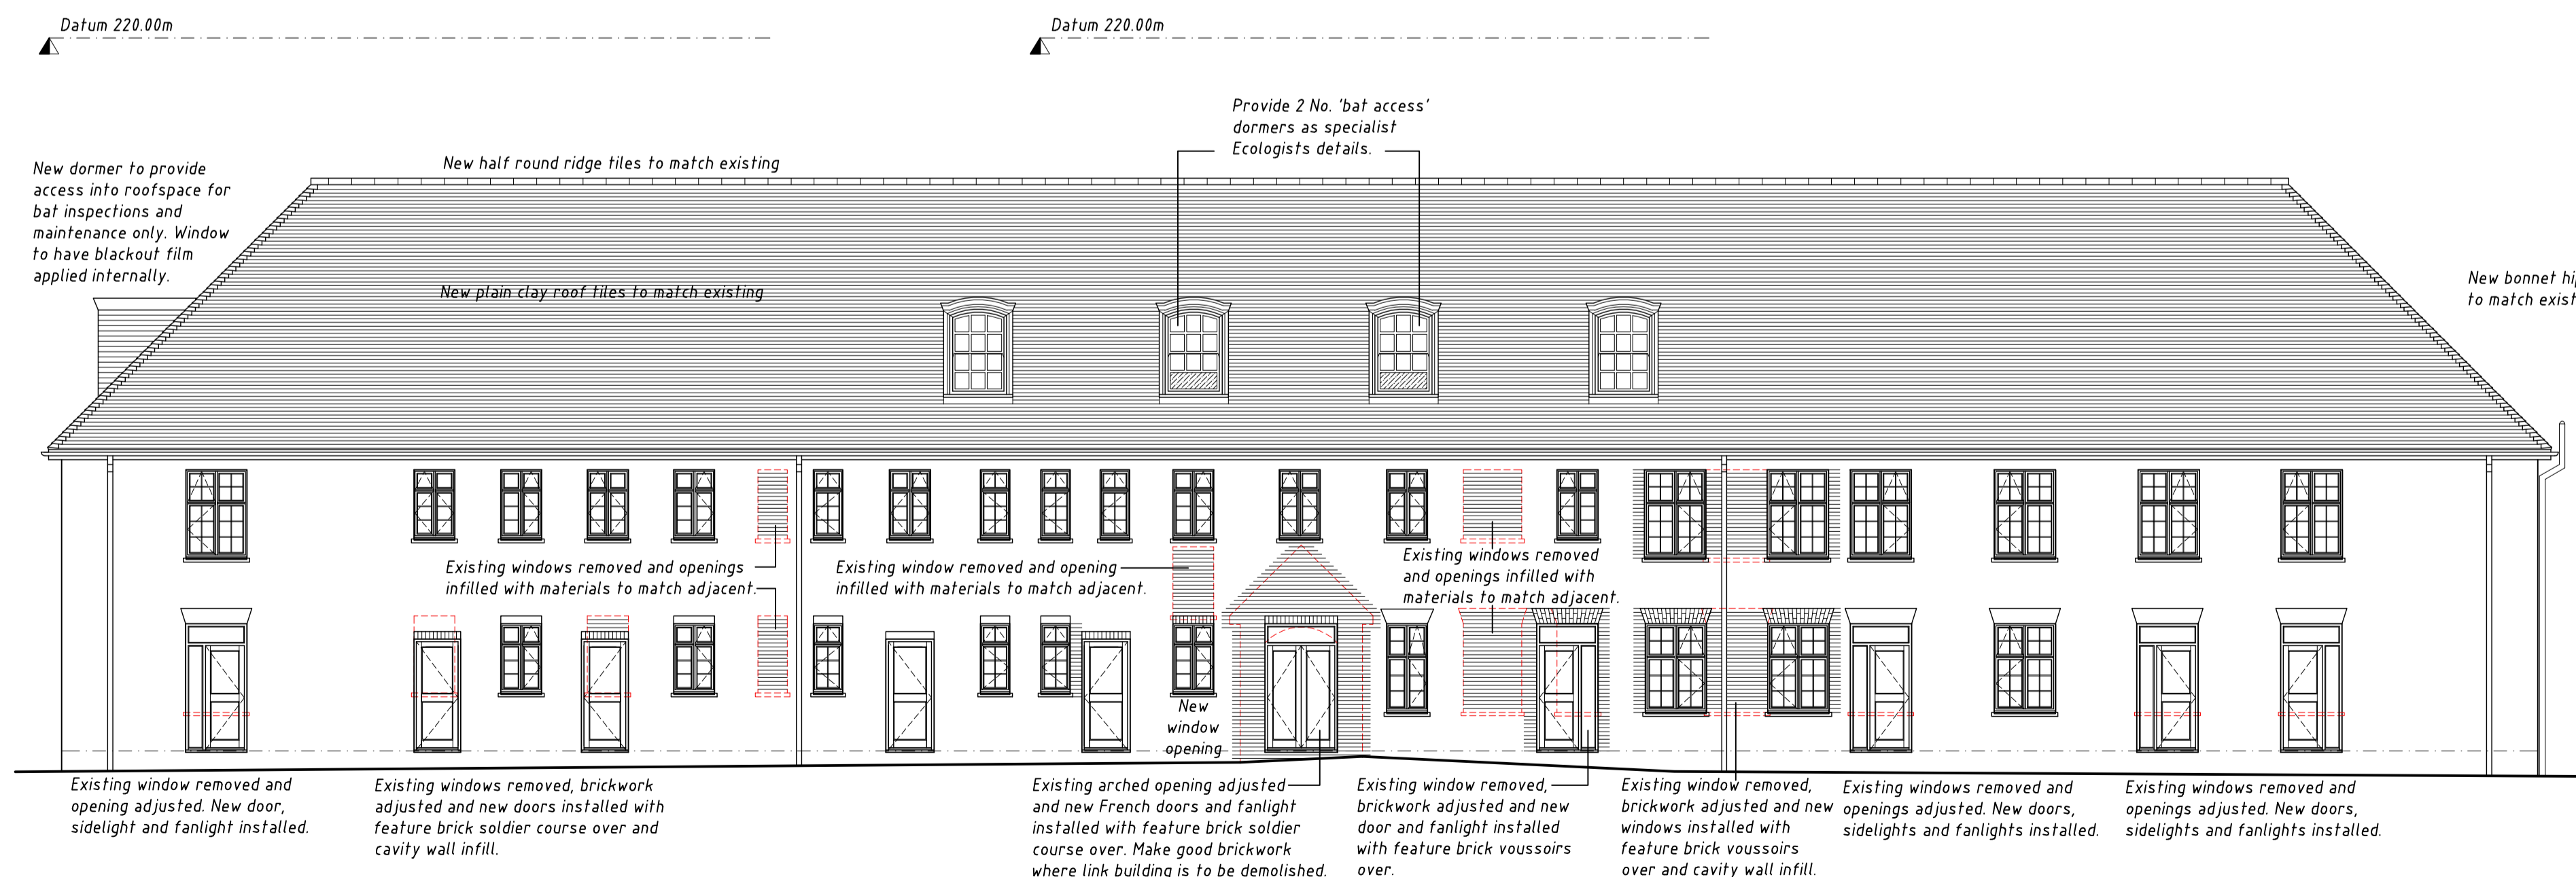 Datum 220.00m
Datum 220.00m
Provide 2 No. 'bat access'
dormers as specialist
Ecologists details.
New dormer to provide
access into roofspace for
bat inspections and
maintenance only. Window
to have blackout film
applied internally.
New half round ridge tiles to match existing
New plain clay roof tiles to match existing
New bonnet hi
to match exist
Existing windows removed and openings
infilled with materials to match adjacent.
Existing window removed and opening
infilled with materials to match adjacent.
Existing windows removed
and openings infilled with
materials to match adjacent.
New
window
opening
Existing window removed and
opening adjusted. New door,
sidelight and fanlight installed.
Existing windows removed, brickwork
adjusted and new doors installed with
feature brick soldier course over and
cavity wall infill.
Existing arched opening adjusted
and new French doors and fanlight
installed with feature brick soldier
course over. Make good brickwork
where link building is to be demolished.
Existing window removed,
brickwork adjusted and new
door and fanlight installed
with feature brick voussoirs
over.
Existing window removed,
brickwork adjusted and new
windows installed with
feature brick voussoirs
over and cavity wall infill.
Existing windows removed and
openings adjusted. New doors,
sidelights and fanlights installed.
Existing windows removed and
openings adjusted. New doors,
sidelights and fanlights installed.